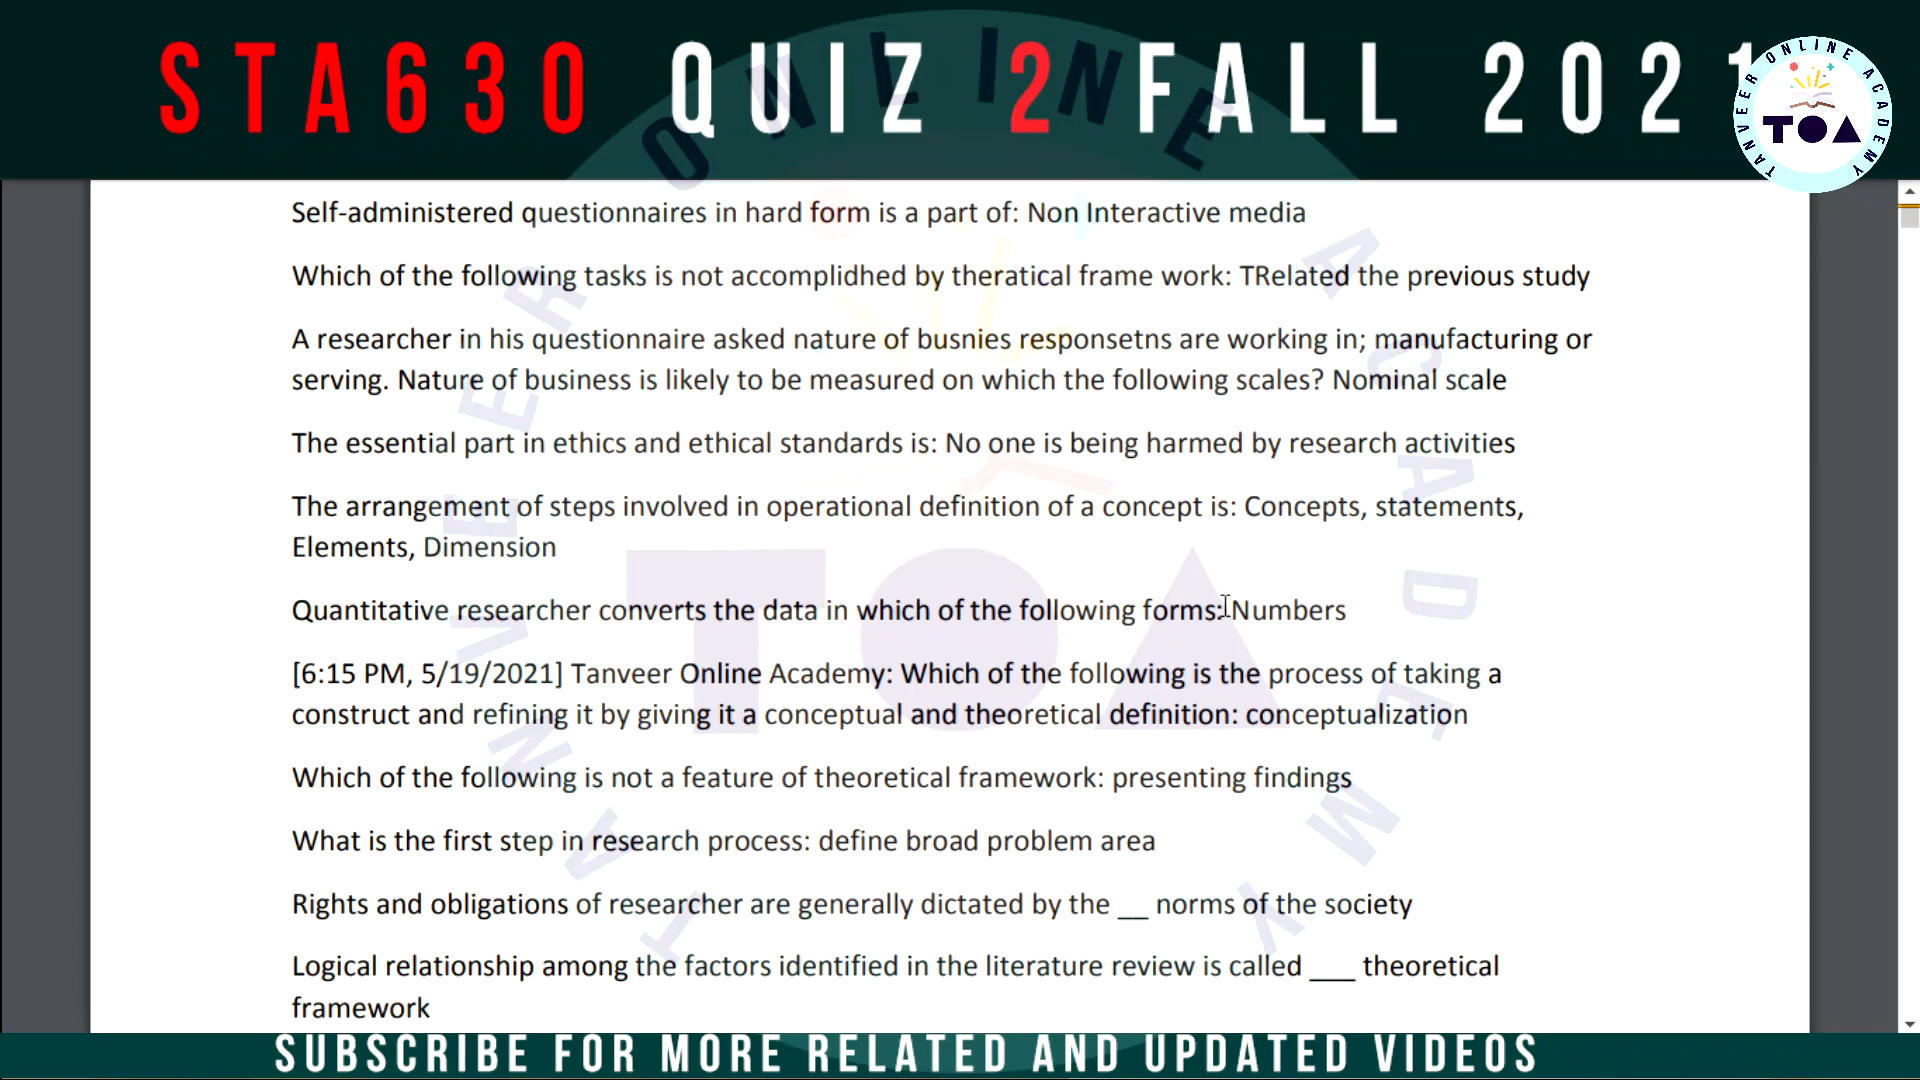 STA630 QUIZ 2 FALL 2021
TANVEER ONLINE ACADEMY
TOA
Self-administered questionnaires in hard form is a part of: Non Interactive media
Which of the following tasks is not accomplidhed by theratical frame work: TRelated the previous study
A researcher in his questionnaire asked nature of busnies responsetns are working in; manufacturing or
serving. Nature of business is likely to be measured on which the following scales? Nominal scale
The essential part in ethics and ethical standards is: No one is being harmed by research activities
The arrangement of steps involved in operational definition of a concept is: Concepts, statements,
Elements, Dimension
Quantitative researcher converts the data in which of the following forms: Numbers
[6:15 PM, 5/19/2021] Tanveer Online Academy: Which of the following is the process of taking a
construct and refining it by giving it a conceptual and theoretical definition: conceptualization
Which of the following is not a feature of theoretical framework: presenting findings
What is the first step in research process: define broad problem area
Rights and obligations of researcher are generally dictated by the __ norms of the society
Logical relationship among the factors identified in the literature review is called ___ theoretical
framework
TANVEER ONLINE ACADEMY
TOA
SUBSCRIBE FOR MORE RELATED AND UPDATED VIDEOS